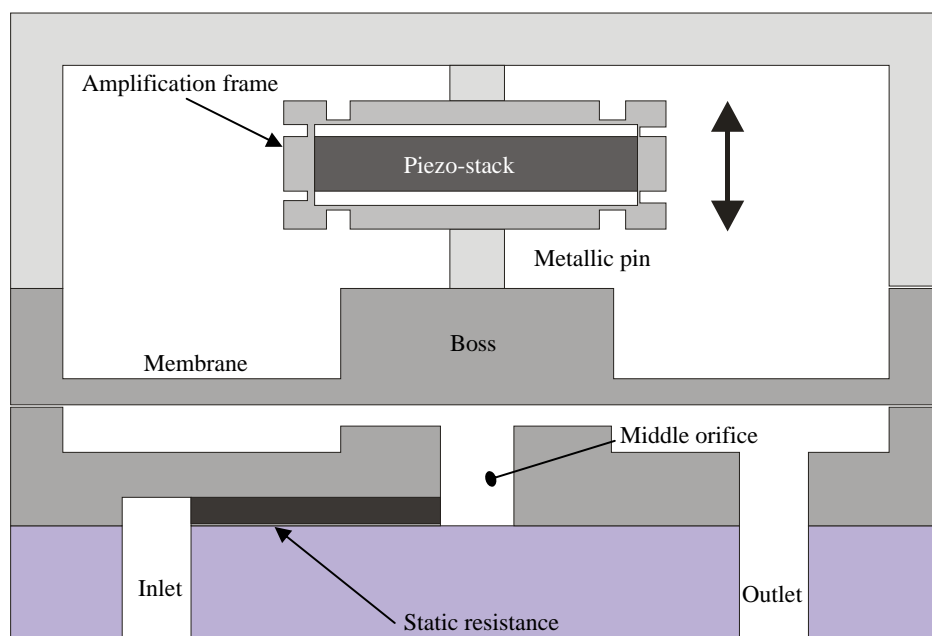 Amplification frame
Piezo-stack
Metallic pin
Boss
Membrane
Middle orifice
Inlet
Outlet
Static resistance